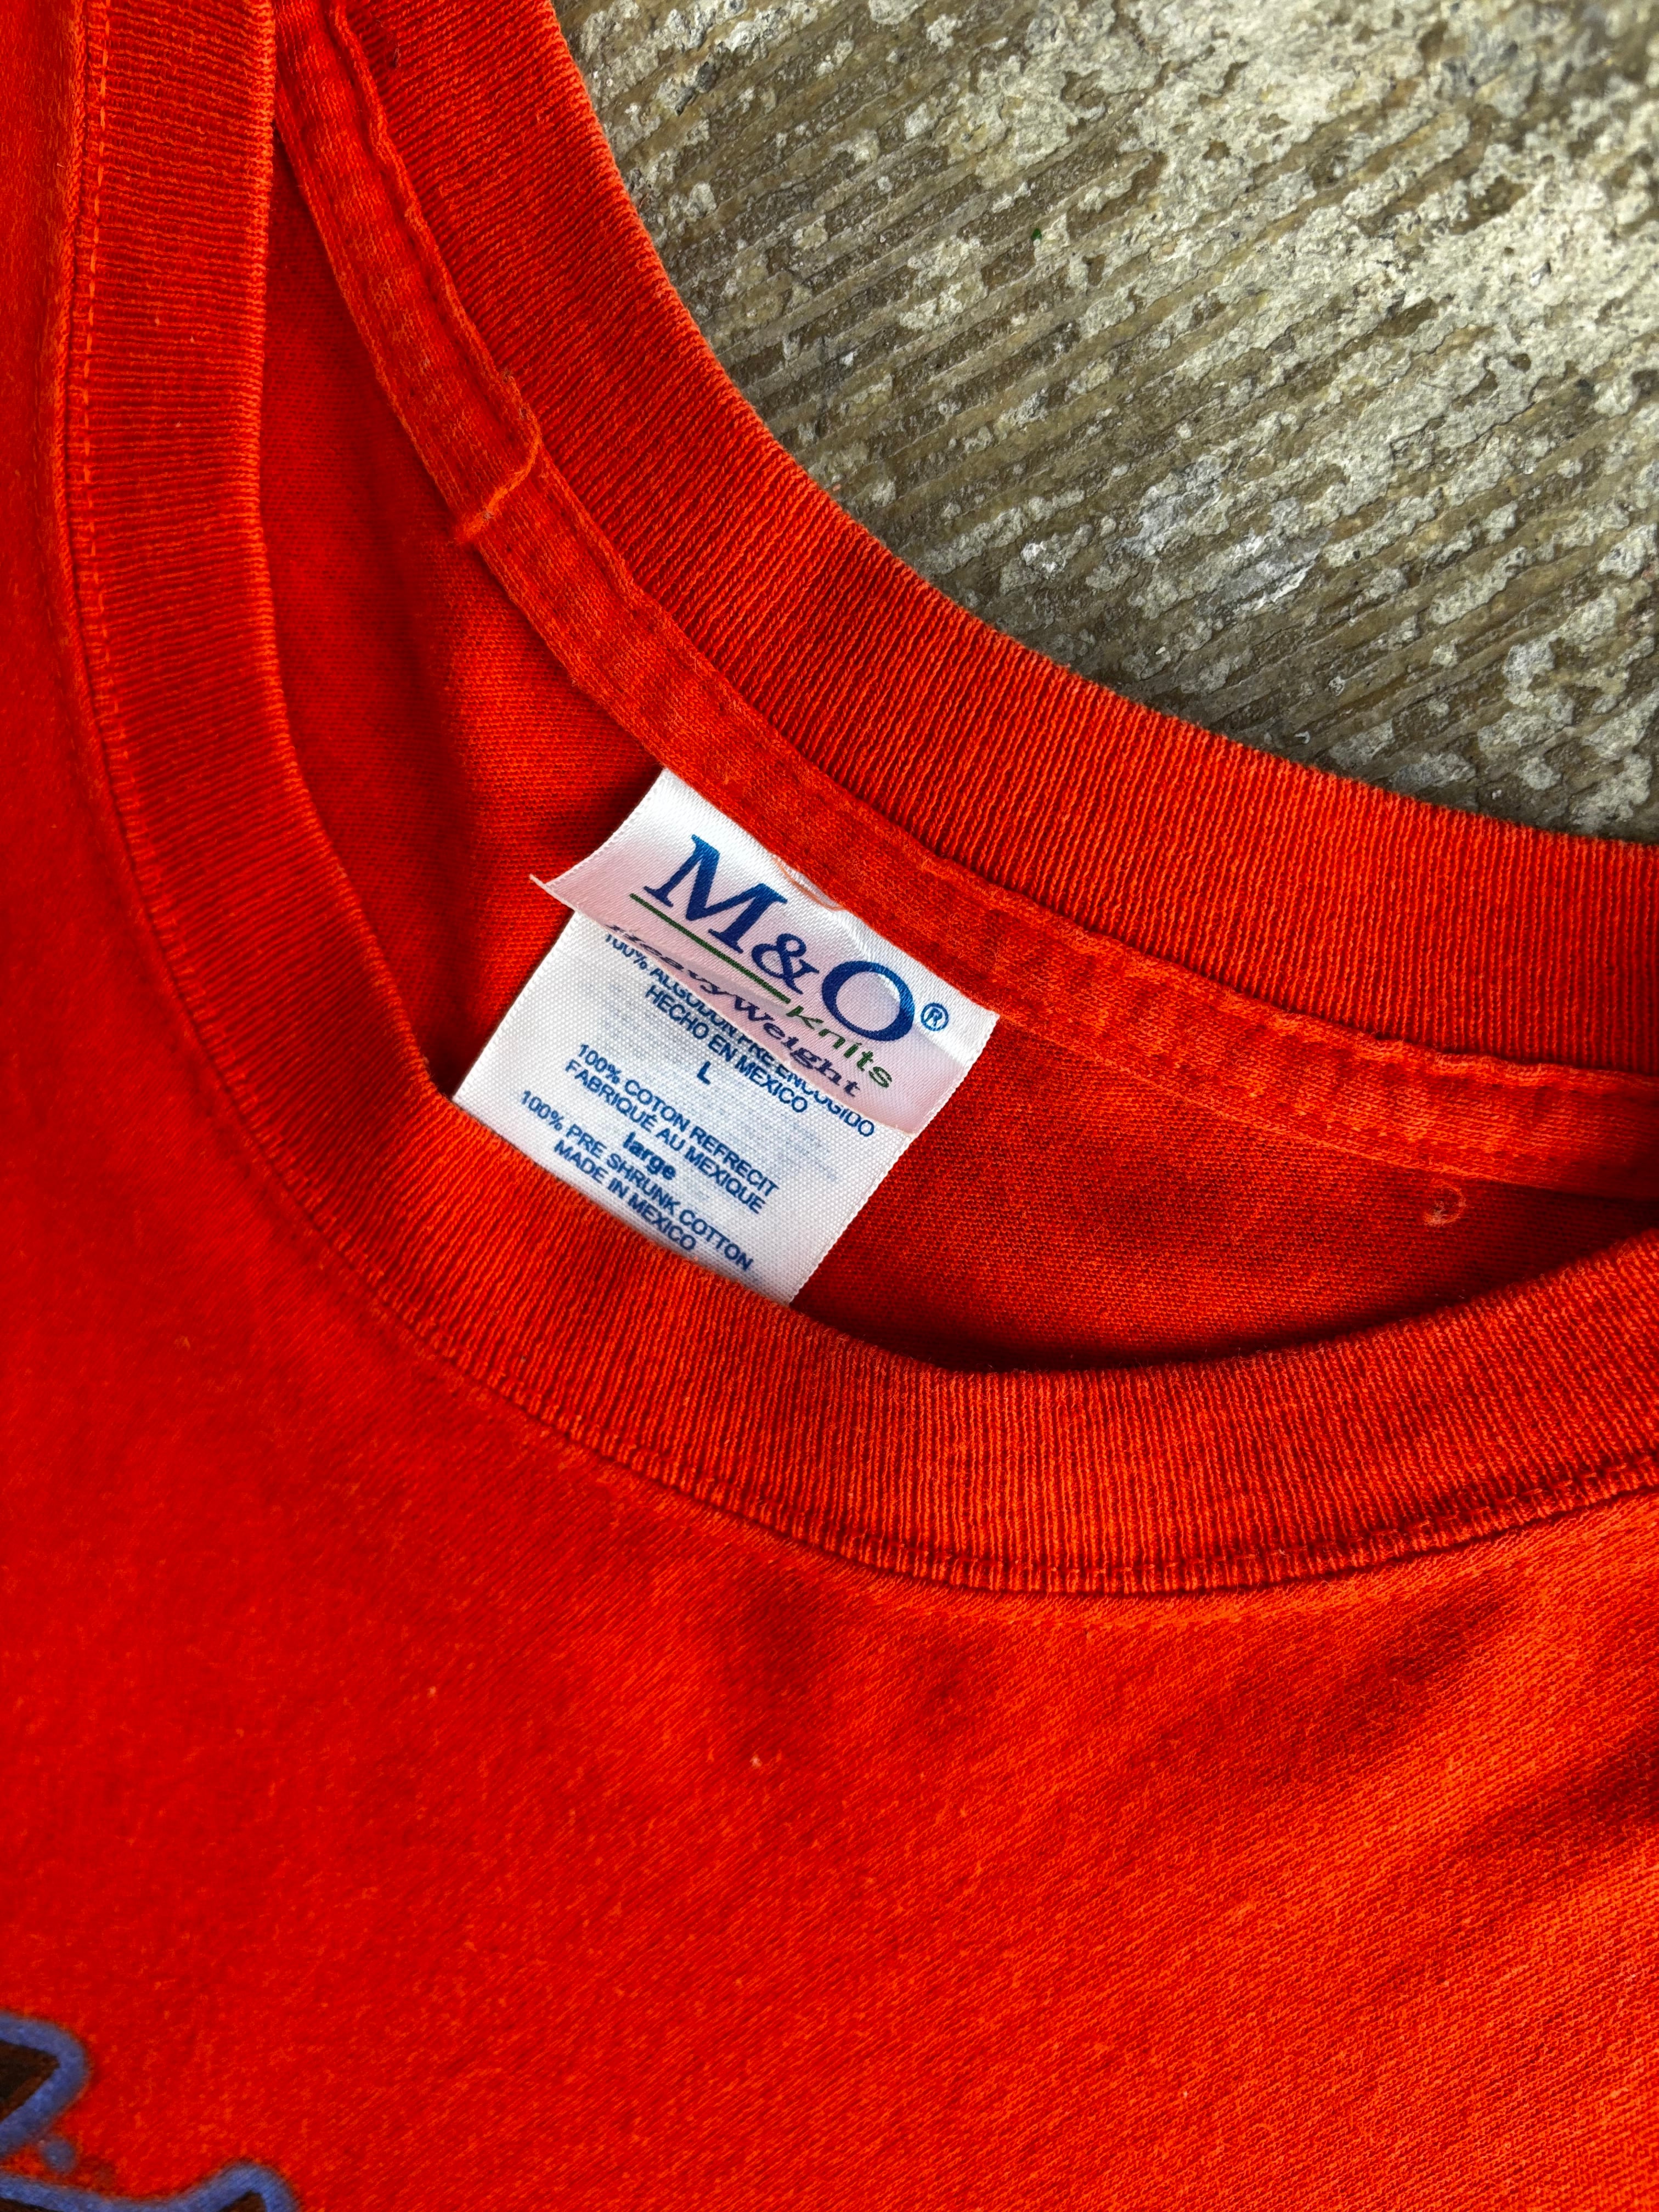 M&O®
Knits
HeavyWeight
100% ALGODON PRE ENCOGIDO
HECHO EN MEXICO
L
100% COTON REFRECIT
FABRIQUÉ AU MEXIQUE
large
100% PRE SHRUNK COTTON
MADE IN MEXICO